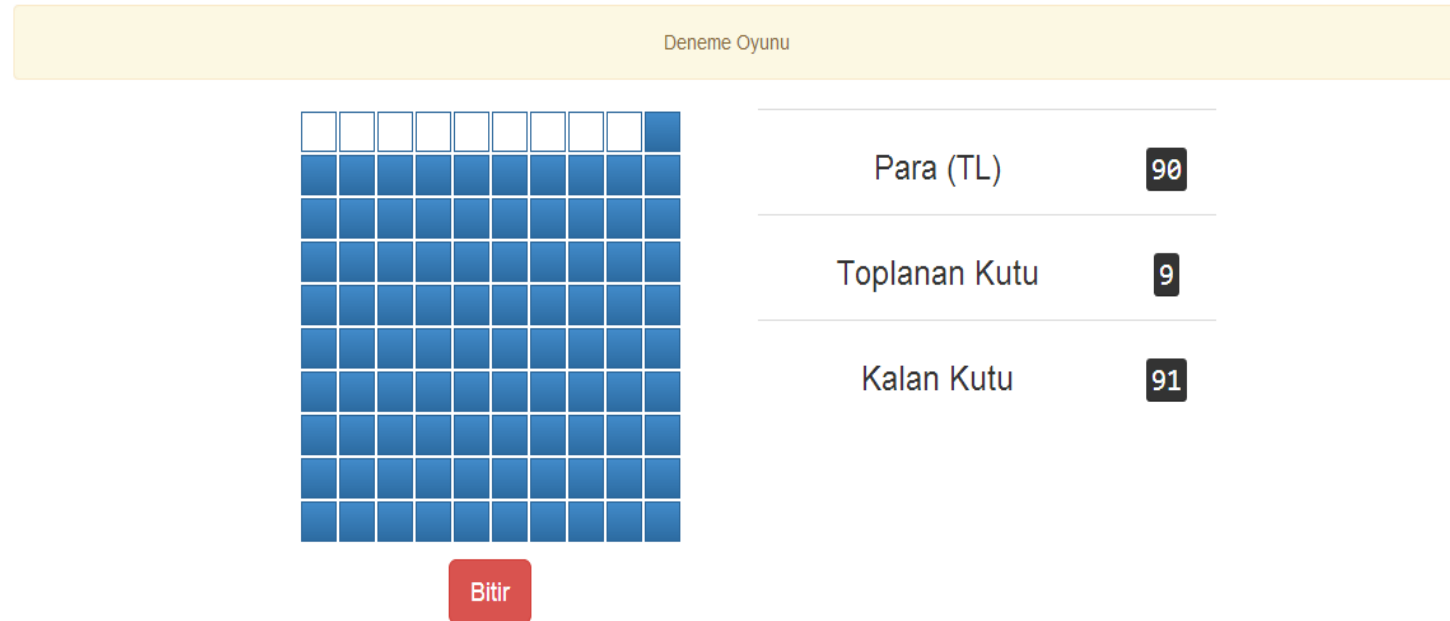 Deneme Oyunu
Para (TL) 90
Toplanan Kutu 9
Kalan Kutu 91
Bitir